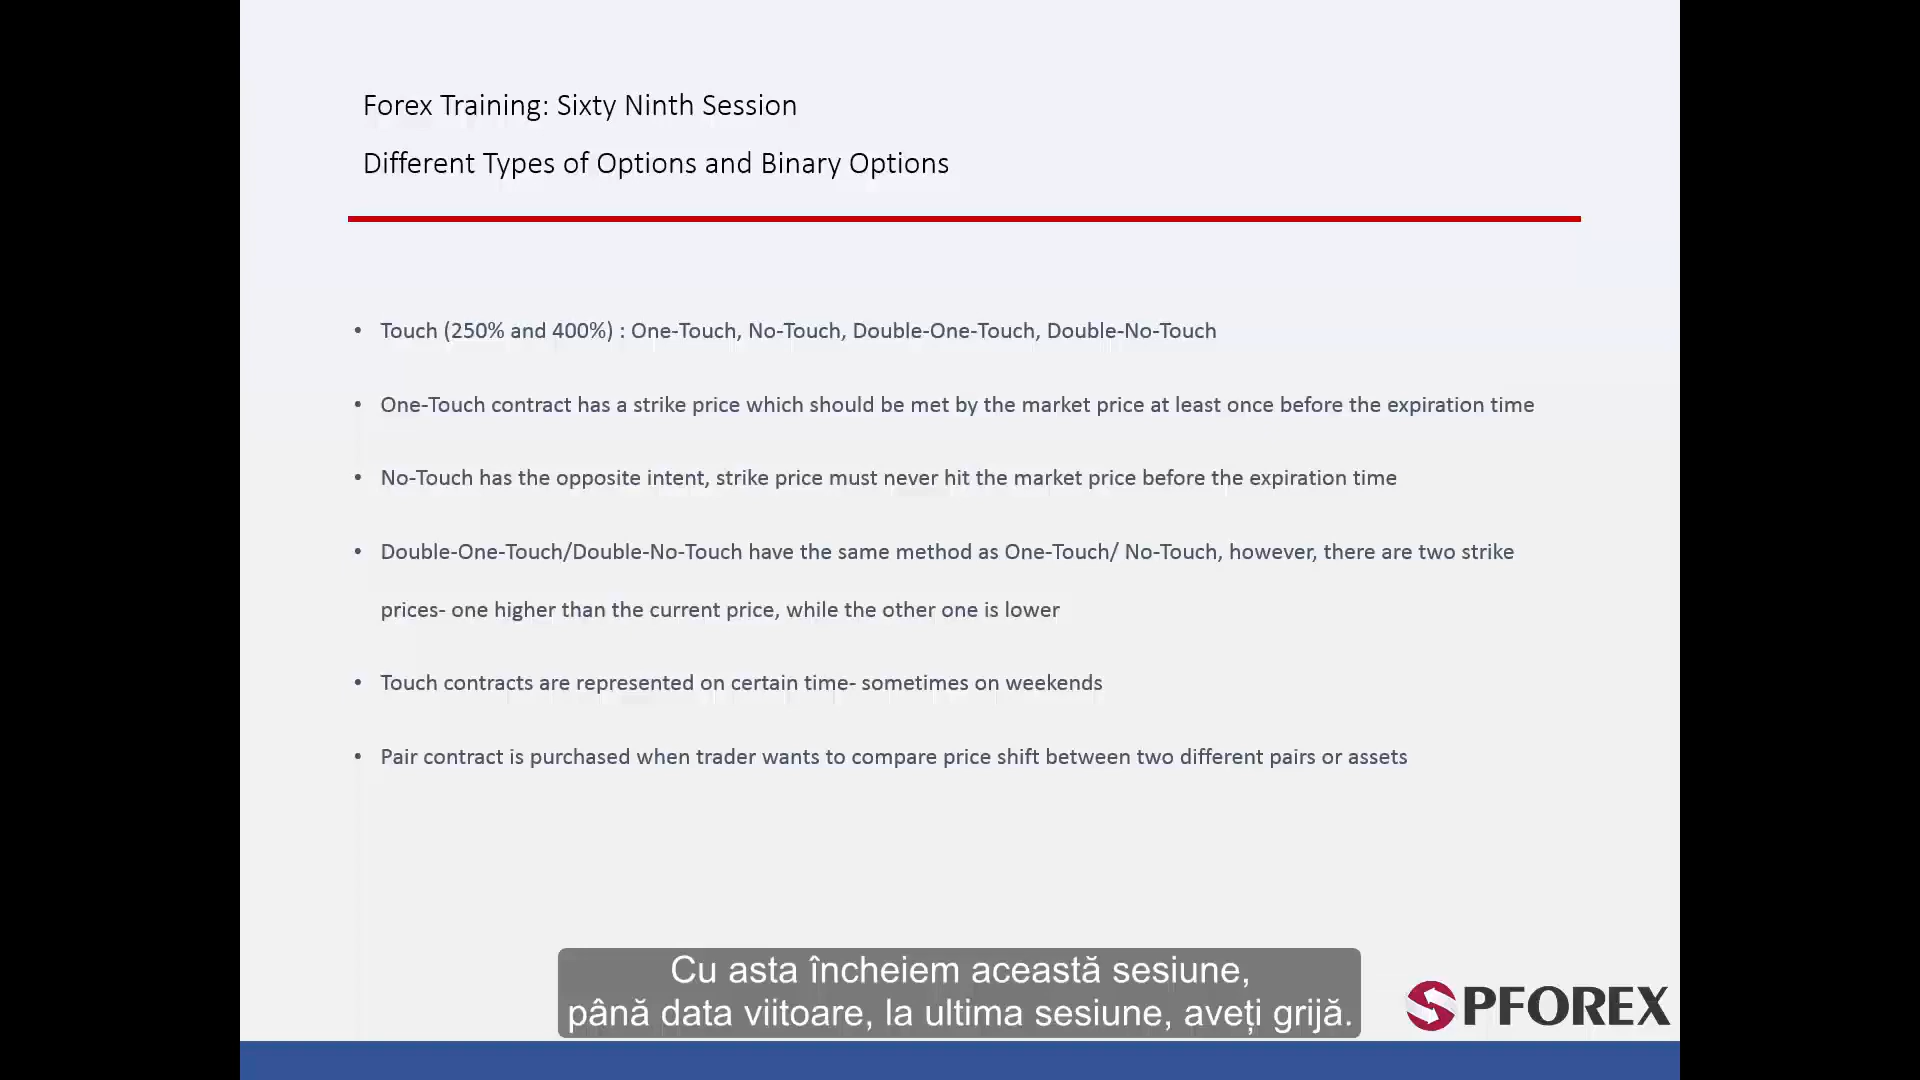 Forex Training: Sixty Ninth Session
Different Types of Options and Binary Options
• Touch (250% and 400%) : One-Touch, No-Touch, Double-One-Touch, Double-No-Touch
• One-Touch contract has a strike price which should be met by the market price at least once before the expiration time
• No-Touch has the opposite intent, strike price must never hit the market price before the expiration time
• Double-One-Touch/Double-No-Touch have the same method as One-Touch/ No-Touch, however, there are two strike
prices- one higher than the current price, while the other one is lower
• Touch contracts are represented on certain time- sometimes on weekends
• Pair contract is purchased when trader wants to compare price shift between two different pairs or assets
Cu asta încheiem această sesiune,
până data viitoare, la ultima sesiune, aveți grijă.
PFOREX